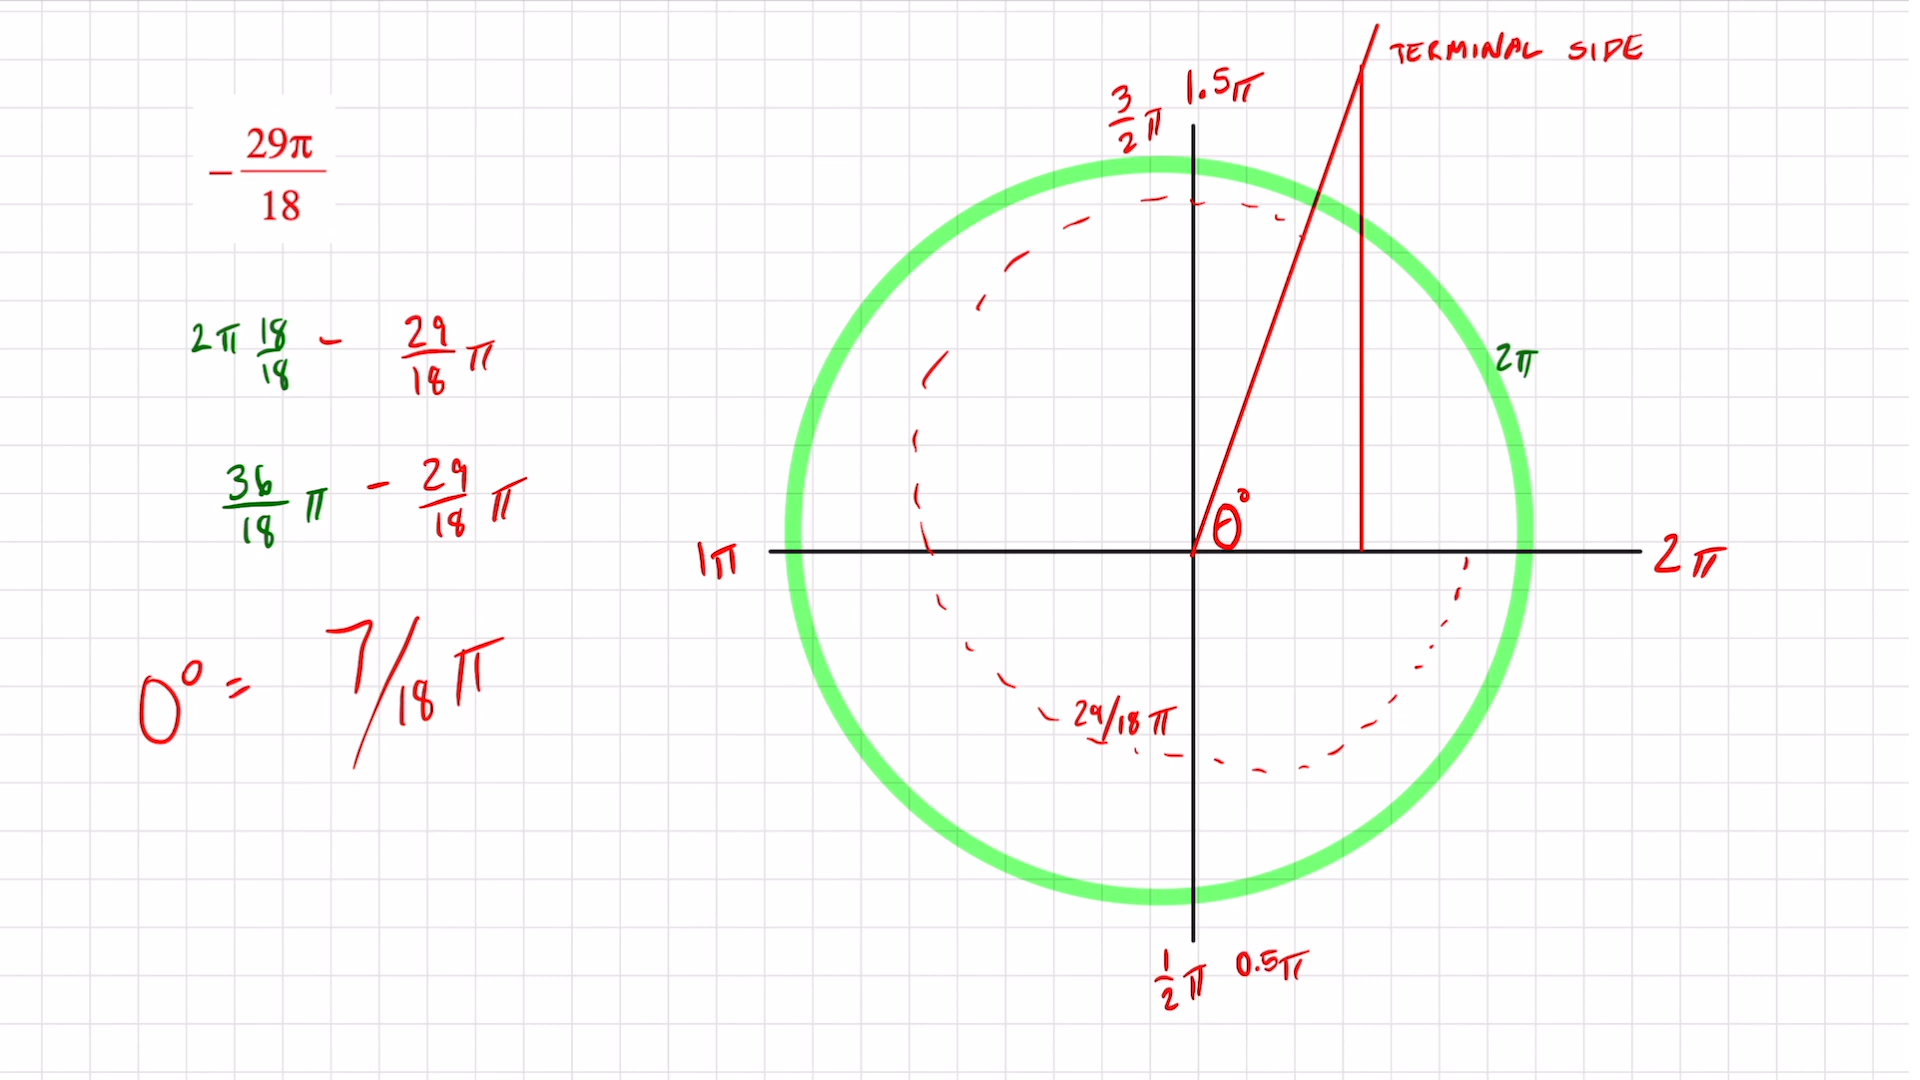 -29π/18
2π 18/18 - 29/18 π
36/18 π - 29/18 π
θ° = 7/18 π
TERMINAL SIDE
3/2 π 1.5π
2π
θ°
1π
2π
29/18 π
1/2 π 0.5π